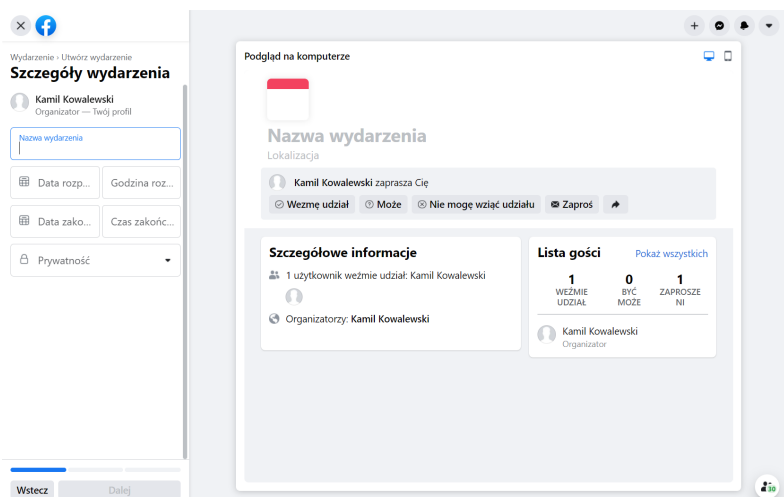 Wydarzenie › Utwórz wydarzenie
Szczegóły wydarzenia
Kamil Kowalewski
Organizator — Twój profil
Nazwa wydarzenia
Data rozp...
Godzina roz...
Data zako...
Czas zakońc...
Prywatność
Wstecz
Dalej
Podgląd na komputerze
Nazwa wydarzenia
Lokalizacja
Kamil Kowalewski zaprasza Cię
Wezmę udział
Może
Nie mogę wziąć udziału
Zaproś
Szczegółowe informacje
1 użytkownik weźmie udział: Kamil Kowalewski
Organizatorzy: Kamil Kowalewski
Lista gości
Pokaż wszystkich
1
WEŹMIE
UDZIAŁ
0
BYĆ
MOŻE
1
ZAPROSZE
NI
Kamil Kowalewski
Organizator
30